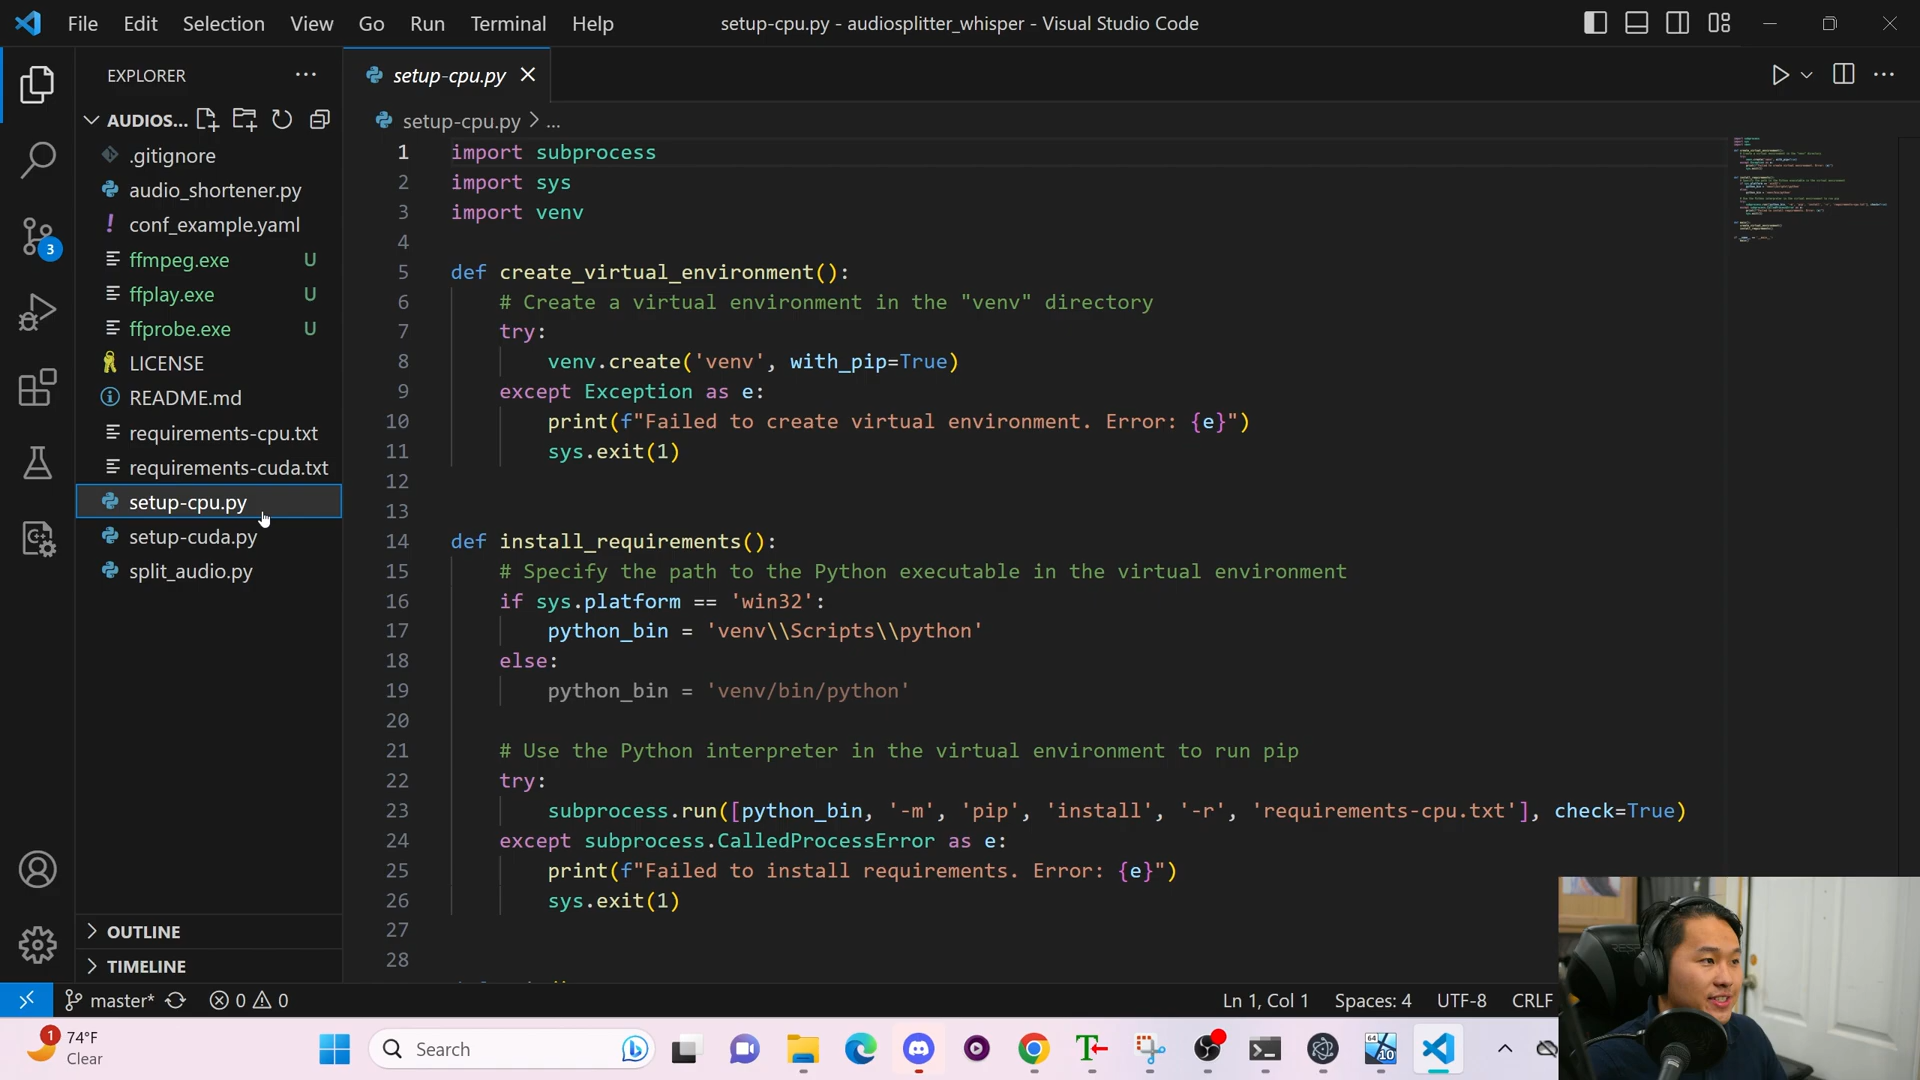 File Edit Selection View Go Run Terminal Help
setup-cpu.py - audiosplitter_whisper - Visual Studio Code
EXPLORER
AUDIOS...
.gitignore
audio_shortener.py
! conf_example.yaml
ffmpeg.exe U
ffplay.exe U
ffprobe.exe U
LICENSE
README.md
requirements-cpu.txt
requirements-cuda.txt
setup-cpu.py
setup-cuda.py
split_audio.py
OUTLINE
TIMELINE
3
setup-cpu.py
setup-cpu.py > ...
1 import subprocess
2 import sys
3 import venv
4
5 def create_virtual_environment():
6 # Create a virtual environment in the "venv" directory
7 try:
8 venv.create('venv', with_pip=True)
9 except Exception as e:
10 print(f"Failed to create virtual environment. Error: {e}")
11 sys.exit(1)
12
13
14 def install_requirements():
15 # Specify the path to the Python executable in the virtual environment
16 if sys.platform == 'win32':
17 python_bin = 'venv\\Scripts\\python'
18 else:
19 python_bin = 'venv/bin/python'
20
21 # Use the Python interpreter in the virtual environment to run pip
22 try:
23 subprocess.run([python_bin, '-m', 'pip', 'install', '-r', 'requirements-cpu.txt'], check=True)
24 except subprocess.CalledProcessError as e:
25 print(f"Failed to install requirements. Error: {e}")
26 sys.exit(1)
27
28
master* 0 0
Ln 1, Col 1 Spaces: 4 UTF-8 CRLF
1
74°F
Clear
Search
64
10